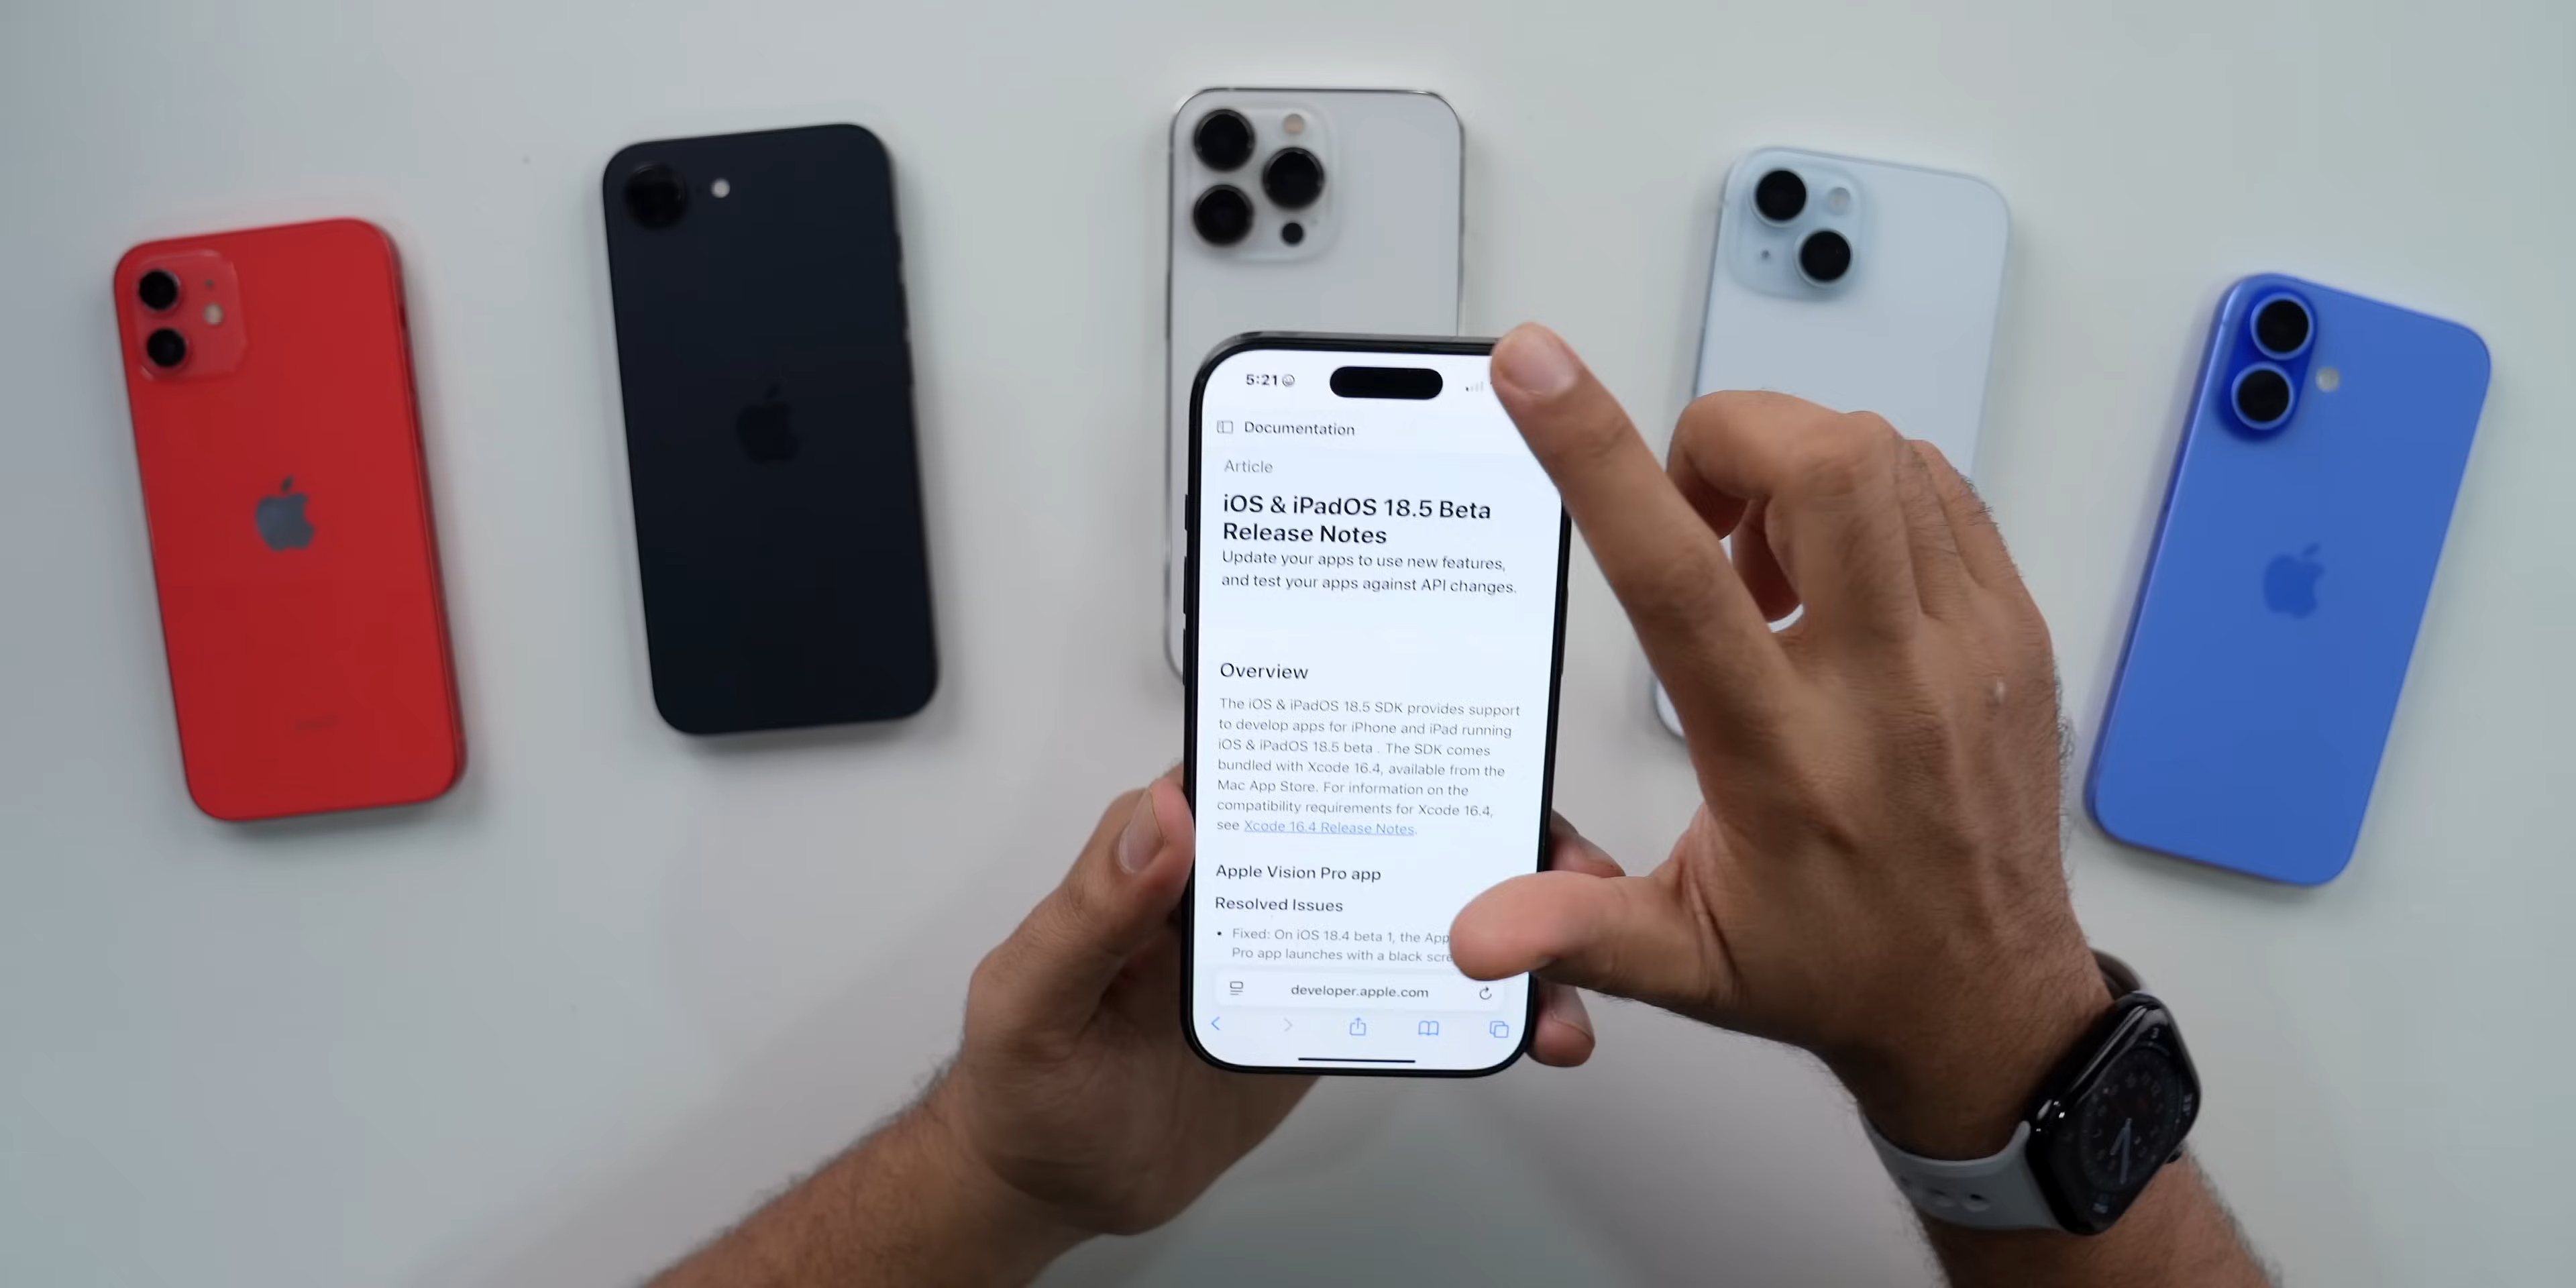 5:21
Documentation
Article
iOS & iPadOS 18.5 Beta
Release Notes
Update your apps to use new features,
and test your apps against API changes.
Overview
The iOS & iPadOS 18.5 SDK provides support
to develop apps for iPhone and iPad running
iOS & iPadOS 18.5 beta . The SDK comes
bundled with Xcode 16.4, available from the
Mac App Store. For information on the
compatibility requirements for Xcode 16.4,
see Xcode 16.4 Release Notes.
Apple Vision Pro app
Resolved Issues
• Fixed: On iOS 18.4 beta 1, the App
Pro app launches with a black scre
developer.apple.com